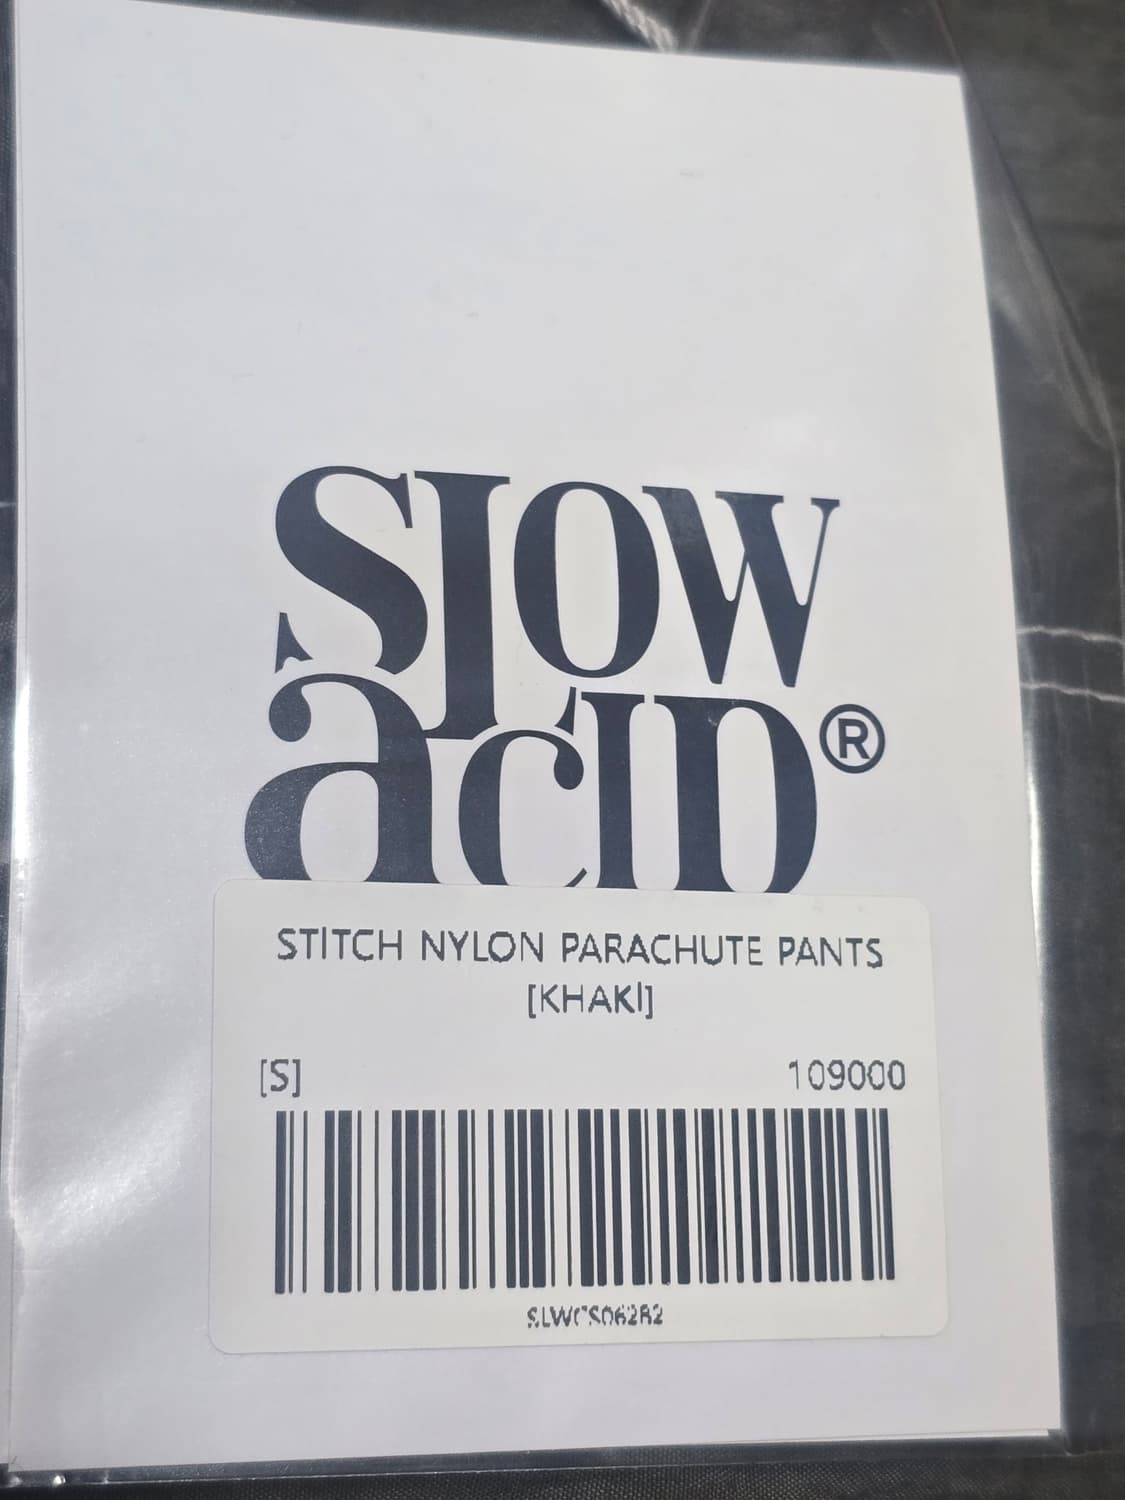 SLOW
aCID®
STITCH NYLON PARACHUTE PANTS
[KHAKI]
[S] 109000